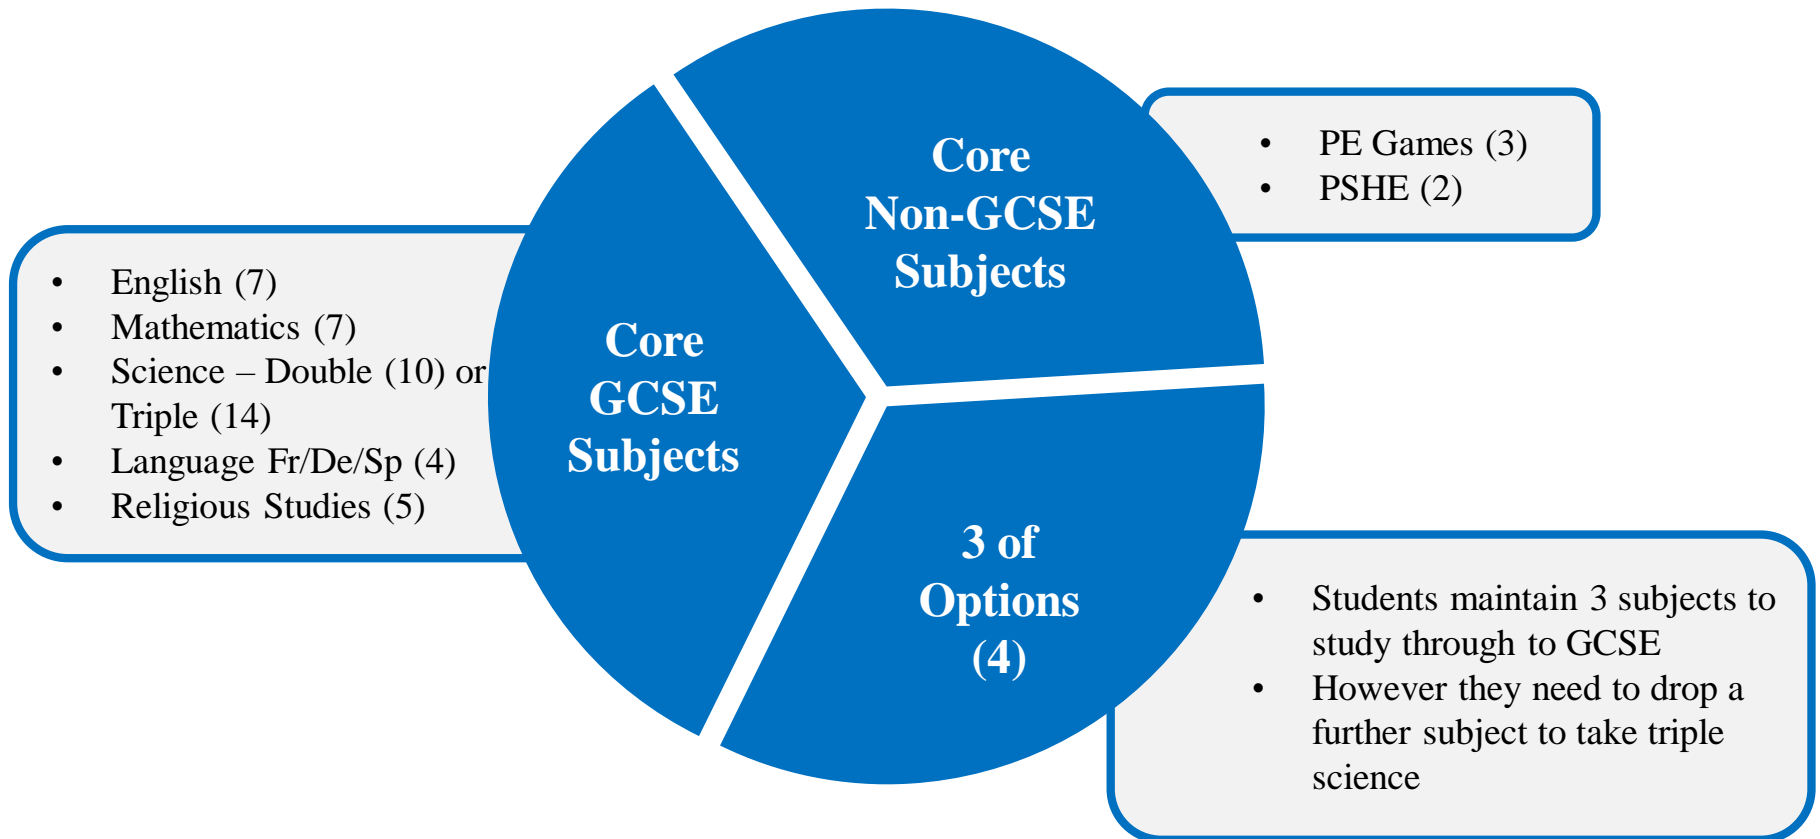 Core
Non-GCSE
Subjects
• PE Games (3)
• PSHE (2)
• English (7)
• Mathematics (7)
• Science – Double (10) or
Triple (14)
• Language Fr/De/Sp (4)
• Religious Studies (5)
Core
GCSE
Subjects
3 of
Options
(4)
• Students maintain 3 subjects to
study through to GCSE
• However they need to drop a
further subject to take triple
science